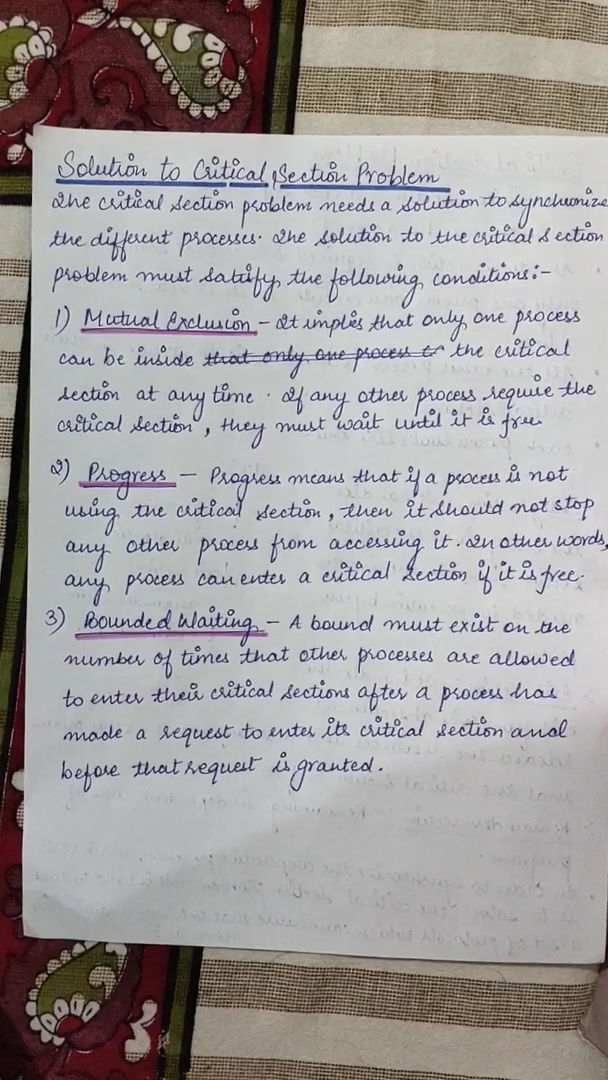 Solution to Critical Section Problem
The critical section problem needs a solution to synchronize
the different processes. The solution to the critical section
problem must satisfy the following conditions:-
1) Mutual Exclusion - It implies that only one process
can be inside that only one process the critical
section at any time. If any other process require the
critical section, they must wait until it is free.
2) Progress - Progress means that if a process is not
using the critical section, then it should not stop
any other process from accessing it. In other words,
any process can enter a critical section if it is free.
3) Bounded Waiting - A bound must exist on the
number of times that other processes are allowed
to enter their critical sections after a process has
made a request to enter its critical section and
before that request is granted.